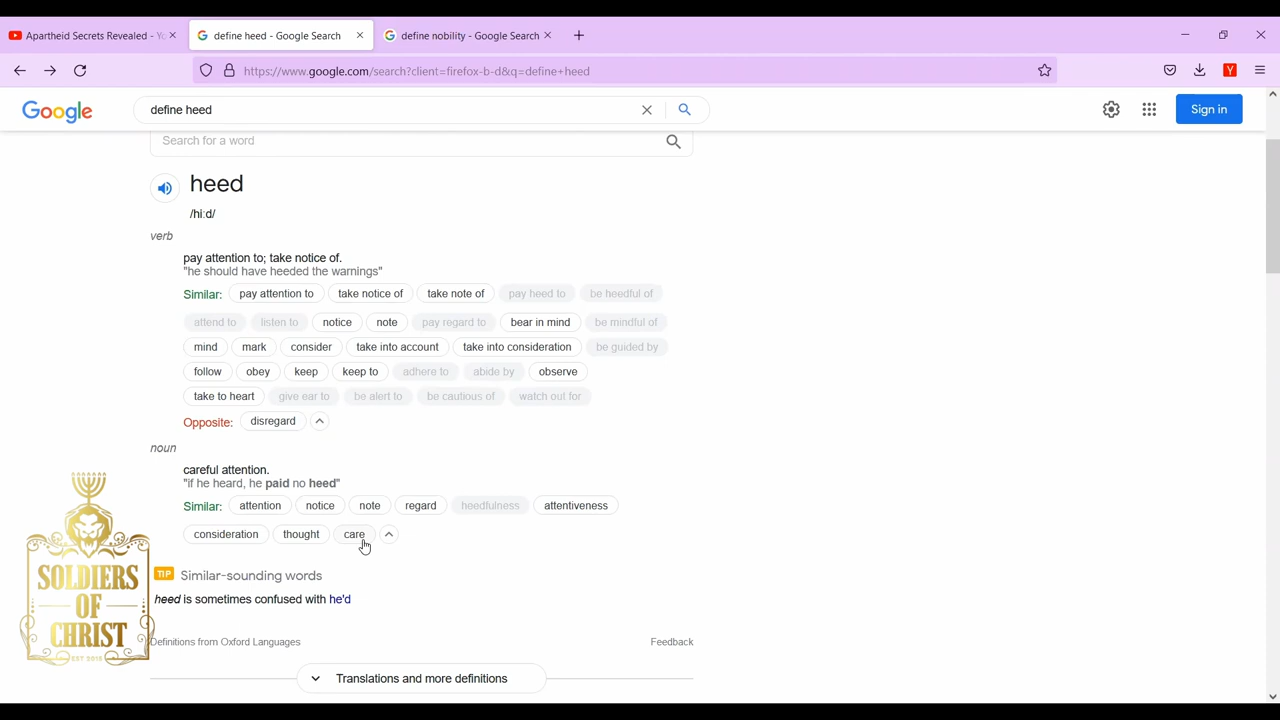 Apartheid Secrets Revealed - Yo
define heed - Google Search
define nobility - Google Search
https://www.google.com/search?client=firefox-b-d&q=define+heed
Y
Google
define heed
Sign in
Search for a word
heed
/hiːd/
verb
pay attention to; take notice of.
"he should have heeded the warnings"
Similar: pay attention to take notice of take note of pay heed to be heedful of
attend to listen to notice note pay regard to bear in mind be mindful of
mind mark consider take into account take into consideration be guided by
follow obey keep keep to adhere to abide by observe
take to heart give ear to be alert to be cautious of watch out for
Opposite: disregard
noun
careful attention.
"if he heard, he paid no heed"
Similar: attention notice note regard heedfulness attentiveness
consideration thought care
TIP Similar-sounding words
heed is sometimes confused with he'd
Definitions from Oxford Languages Feedback
Translations and more definitions
SOLDIERS
OF
CHRIST